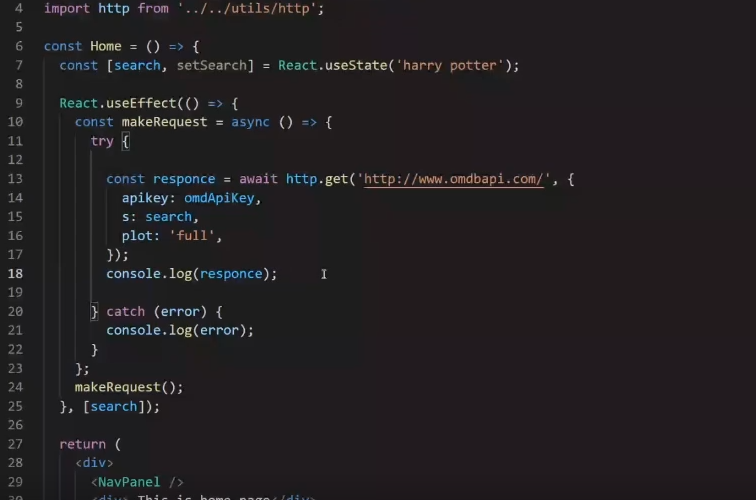 4 import http from '../../utils/http';
5
6 const Home = () => {
7 const [search, setSearch] = React.useState('harry potter');
8
9 React.useEffect(() => {
10 const makeRequest = async () => {
11 try {
12
13 const responce = await http.get('http://www.omdbapi.com/', {
14 apikey: omdApiKey,
15 s: search,
16 plot: 'full',
17 });
18 console.log(responce);
19
20 } catch (error) {
21 console.log(error);
22 }
23 };
24 makeRequest();
25 }, [search]);
26
27 return (
28 <div>
29 <NavPanel />
30 <div> This is home page</div>